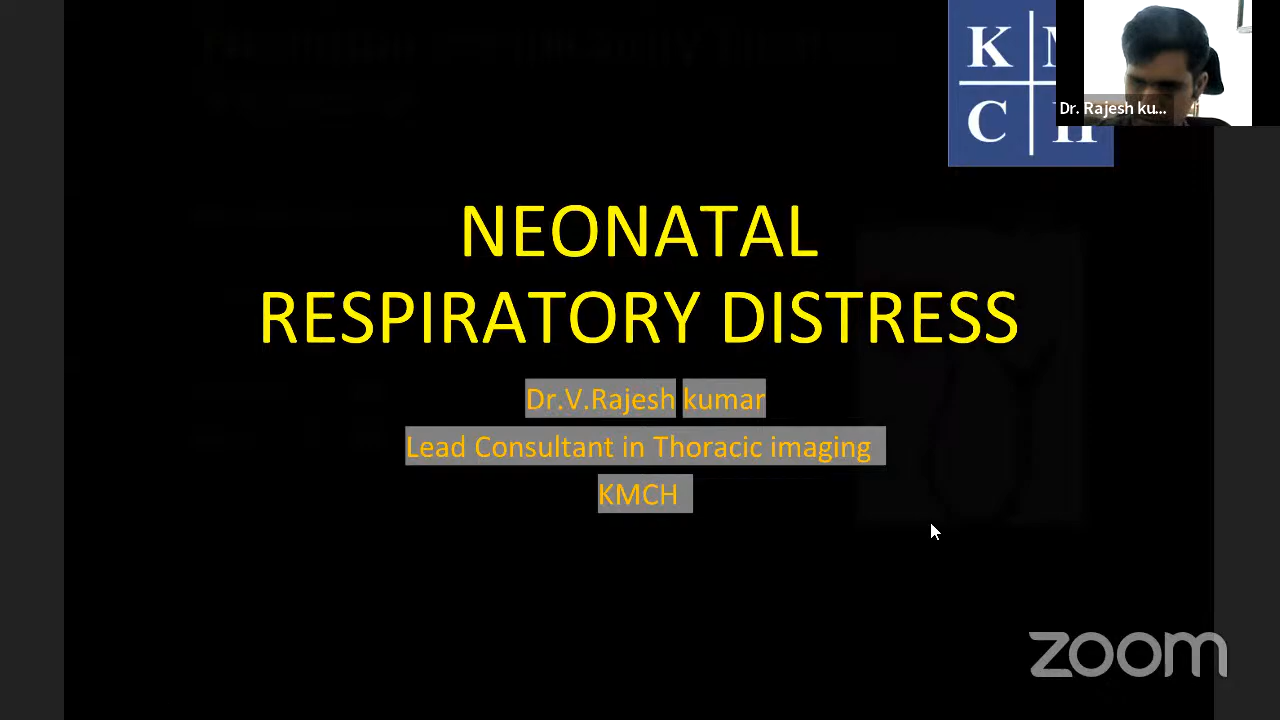 K M
C H
Dr. Rajesh ku...
NEONATAL
RESPIRATORY DISTRESS
Dr.V.Rajesh kumar
Lead Consultant in Thoracic imaging
KMCH
zoom